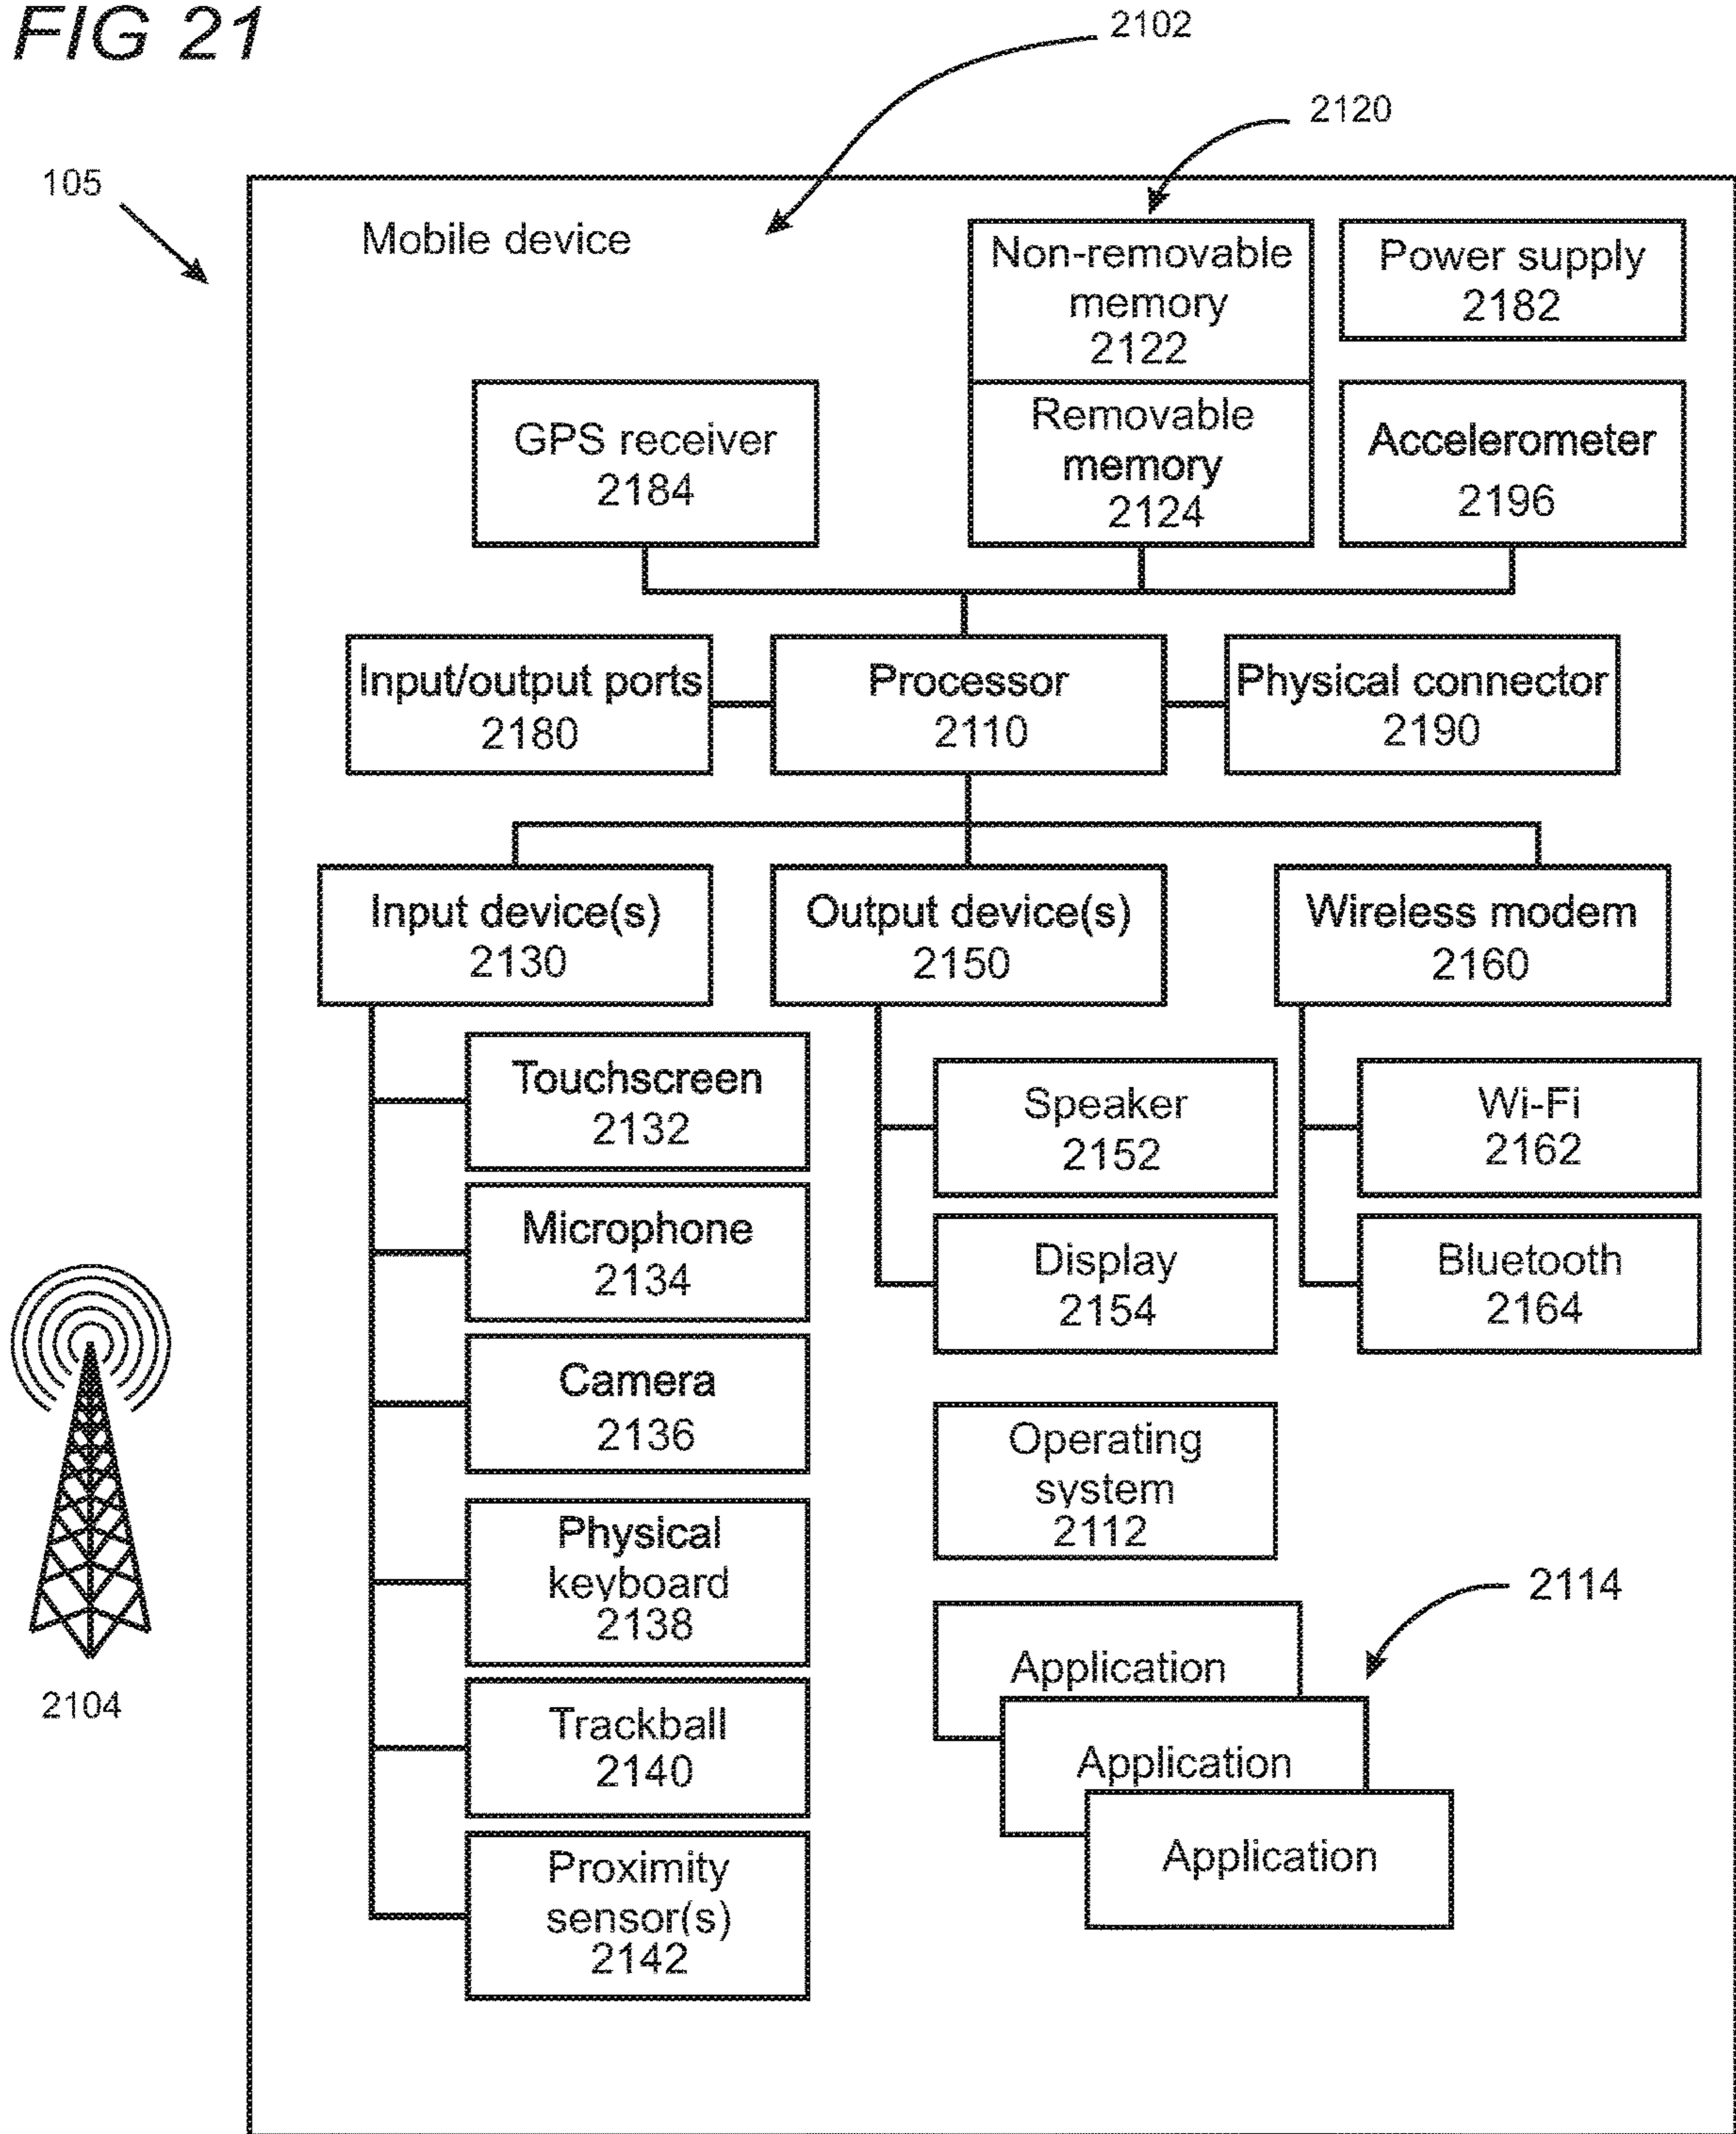 FIG 21
2102
2120
105
Mobile device
Non-removable
memory
2122
Power supply
2182
GPS receiver
2184
Removable
memory
2124
Accelerometer
2196
Input/output ports
2180
Processor
2110
Physical connector
2190
Input device(s)
2130
Output device(s)
2150
Wireless modem
2160
Touchscreen
2132
Speaker
2152
Wi-Fi
2162
Microphone
2134
Display
2154
Bluetooth
2164
Camera
2136
Operating
system
2112
Physical
keyboard
2138
2114
Application
Application
Application
Trackball
2140
Proximity
sensor(s)
2142
2104